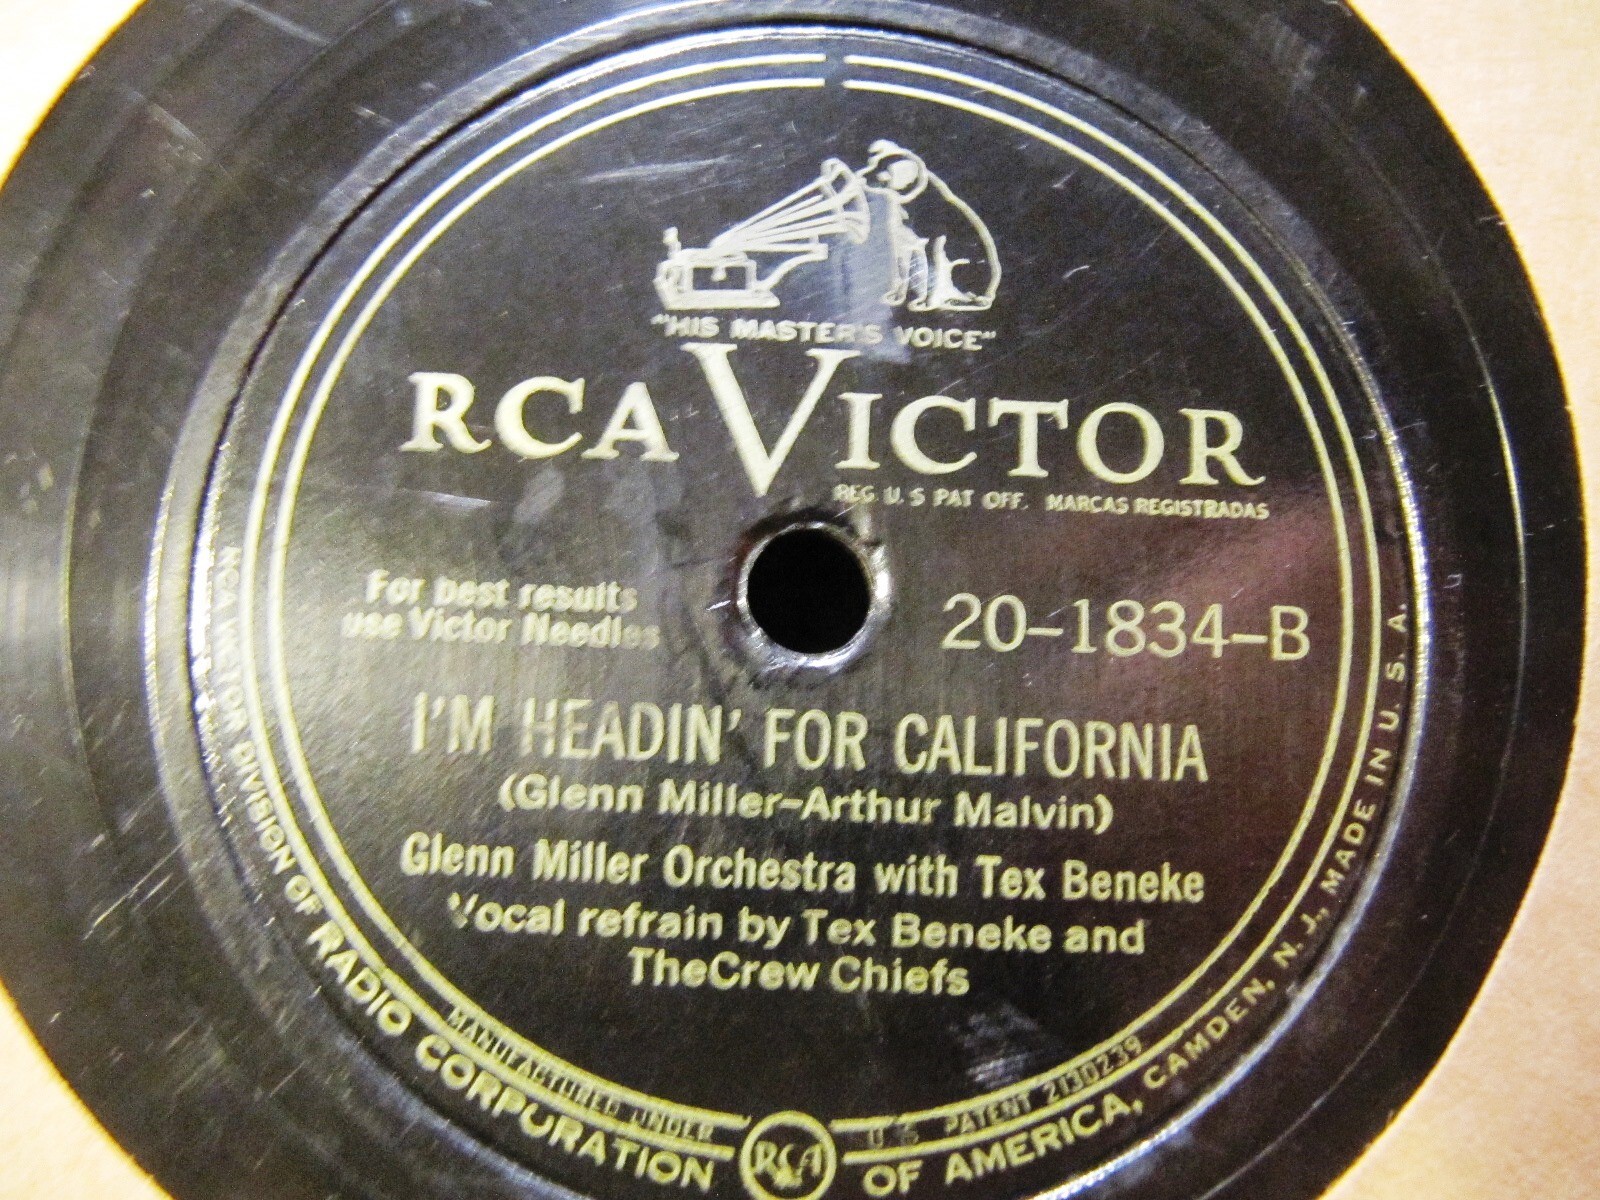 "HIS MASTER'S VOICE"
RCA VICTOR
REG. U. S PAT OFF. MARCAS REGISTRADAS
For best results
use Victor Needles
20-1834-B
I'M HEADIN' FOR CALIFORNIA
(Glenn Miller-Arthur Malvin)
Glenn Miller Orchestra with Tex Beneke
Vocal refrain by Tex Beneke and
TheCrew Chiefs
MANUFACTURED UNDER U S PATENT 2130239
RCA VICTOR DIVISION OF RADIO CORPORATION OF AMERICA, CAMDEN, N. J., MADE IN U. S. A.
RCA